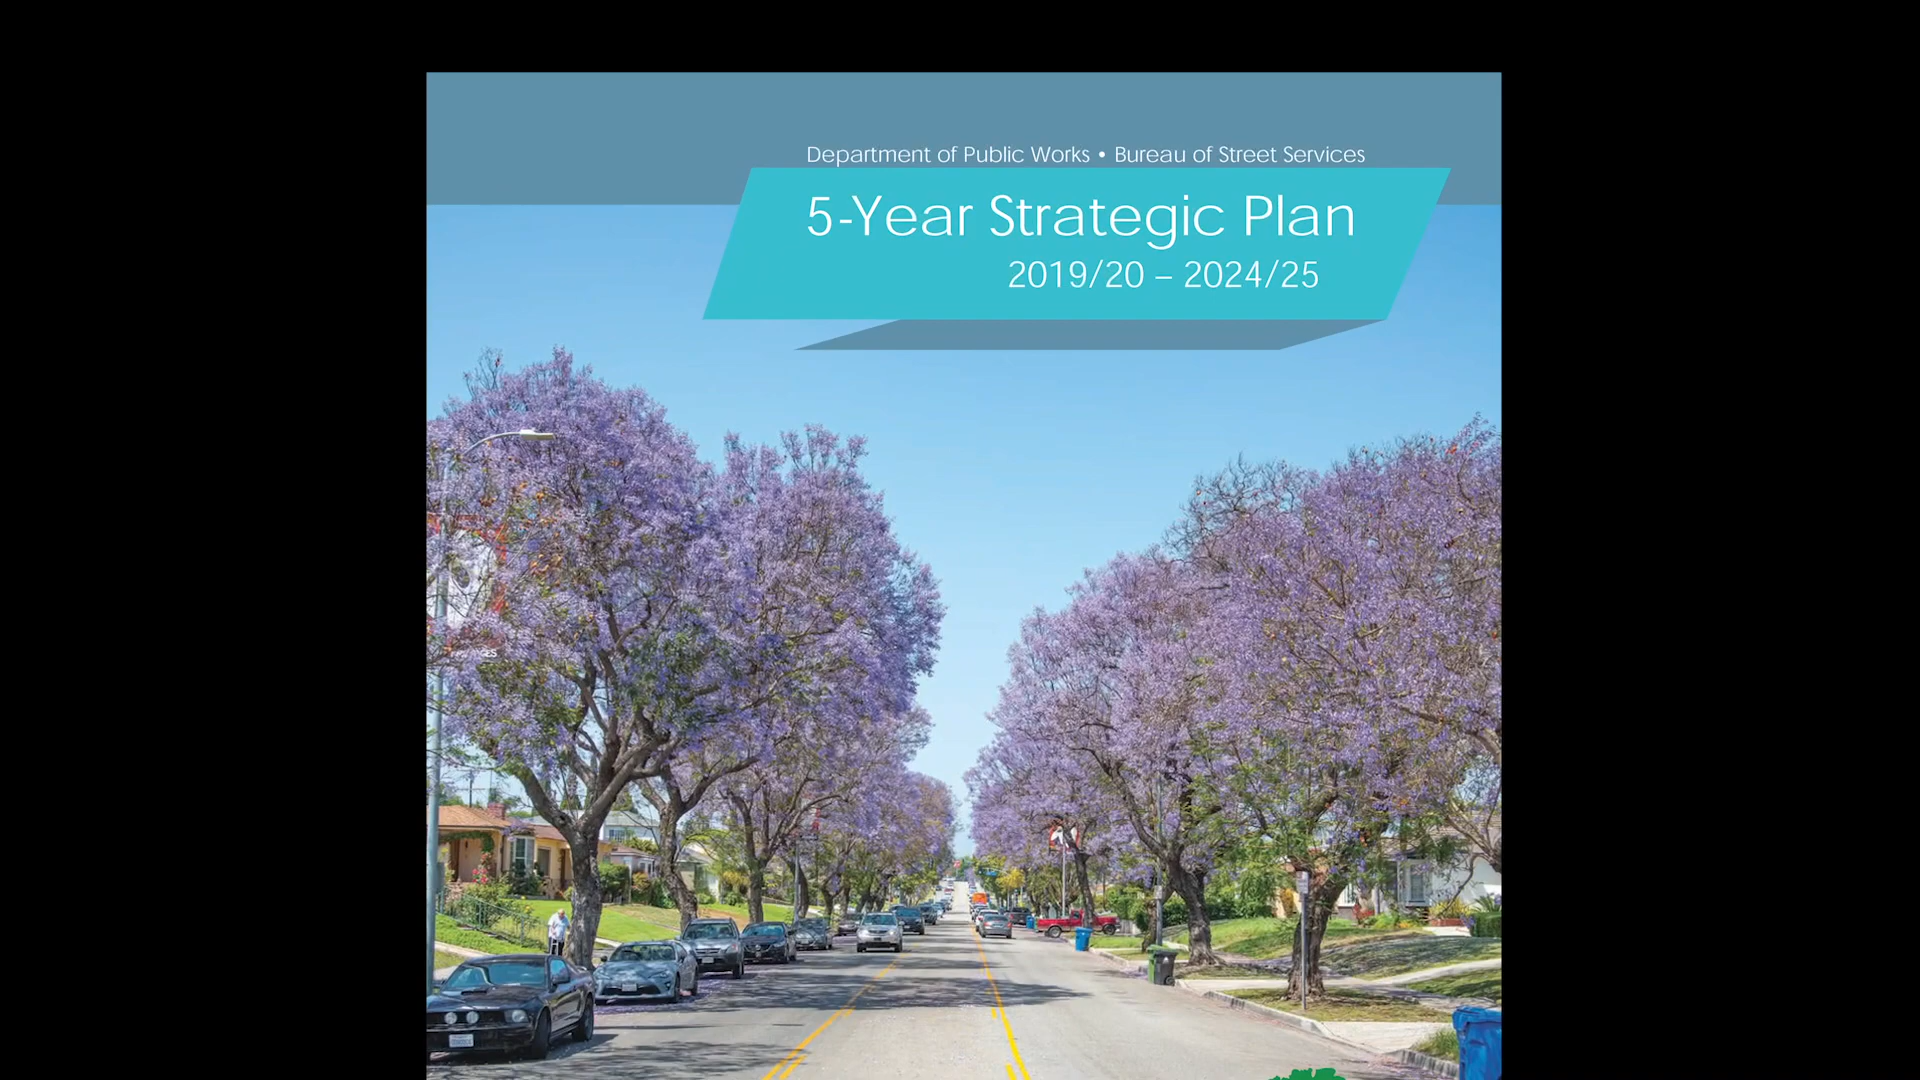 Department of Public Works • Bureau of Street Services
5-Year Strategic Plan
2019/20 – 2024/25